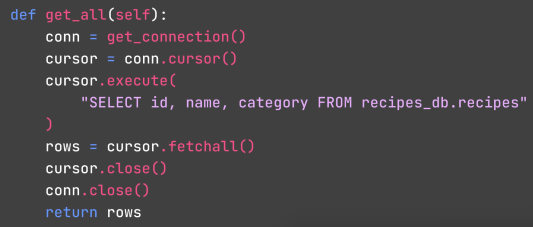 def get_all(self):
    conn = get_connection()
    cursor = conn.cursor()
    cursor.execute(
        "SELECT id, name, category FROM recipes_db.recipes"
    )
    rows = cursor.fetchall()
    cursor.close()
    conn.close()
    return rows